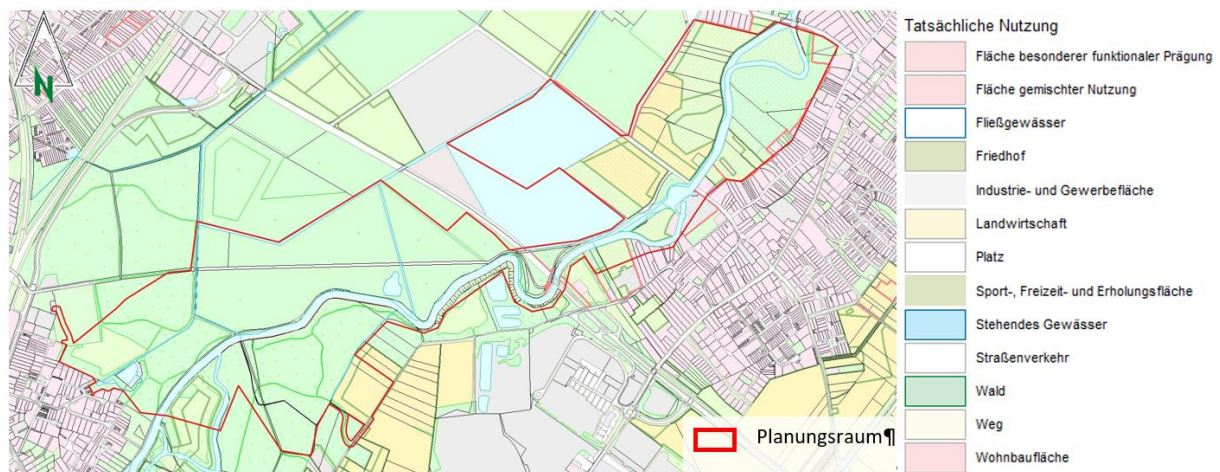 N
Tatsächliche Nutzung
Fläche besonderer funktionaler Prägung
Fläche gemischter Nutzung
Fließgewässer
Friedhof
Industrie- und Gewerbefläche
Landwirtschaft
Platz
Sport-, Freizeit- und Erholungsfläche
Stehendes Gewässer
Straßenverkehr
Wald
Weg
Wohnbaufläche
Planungsraum¶